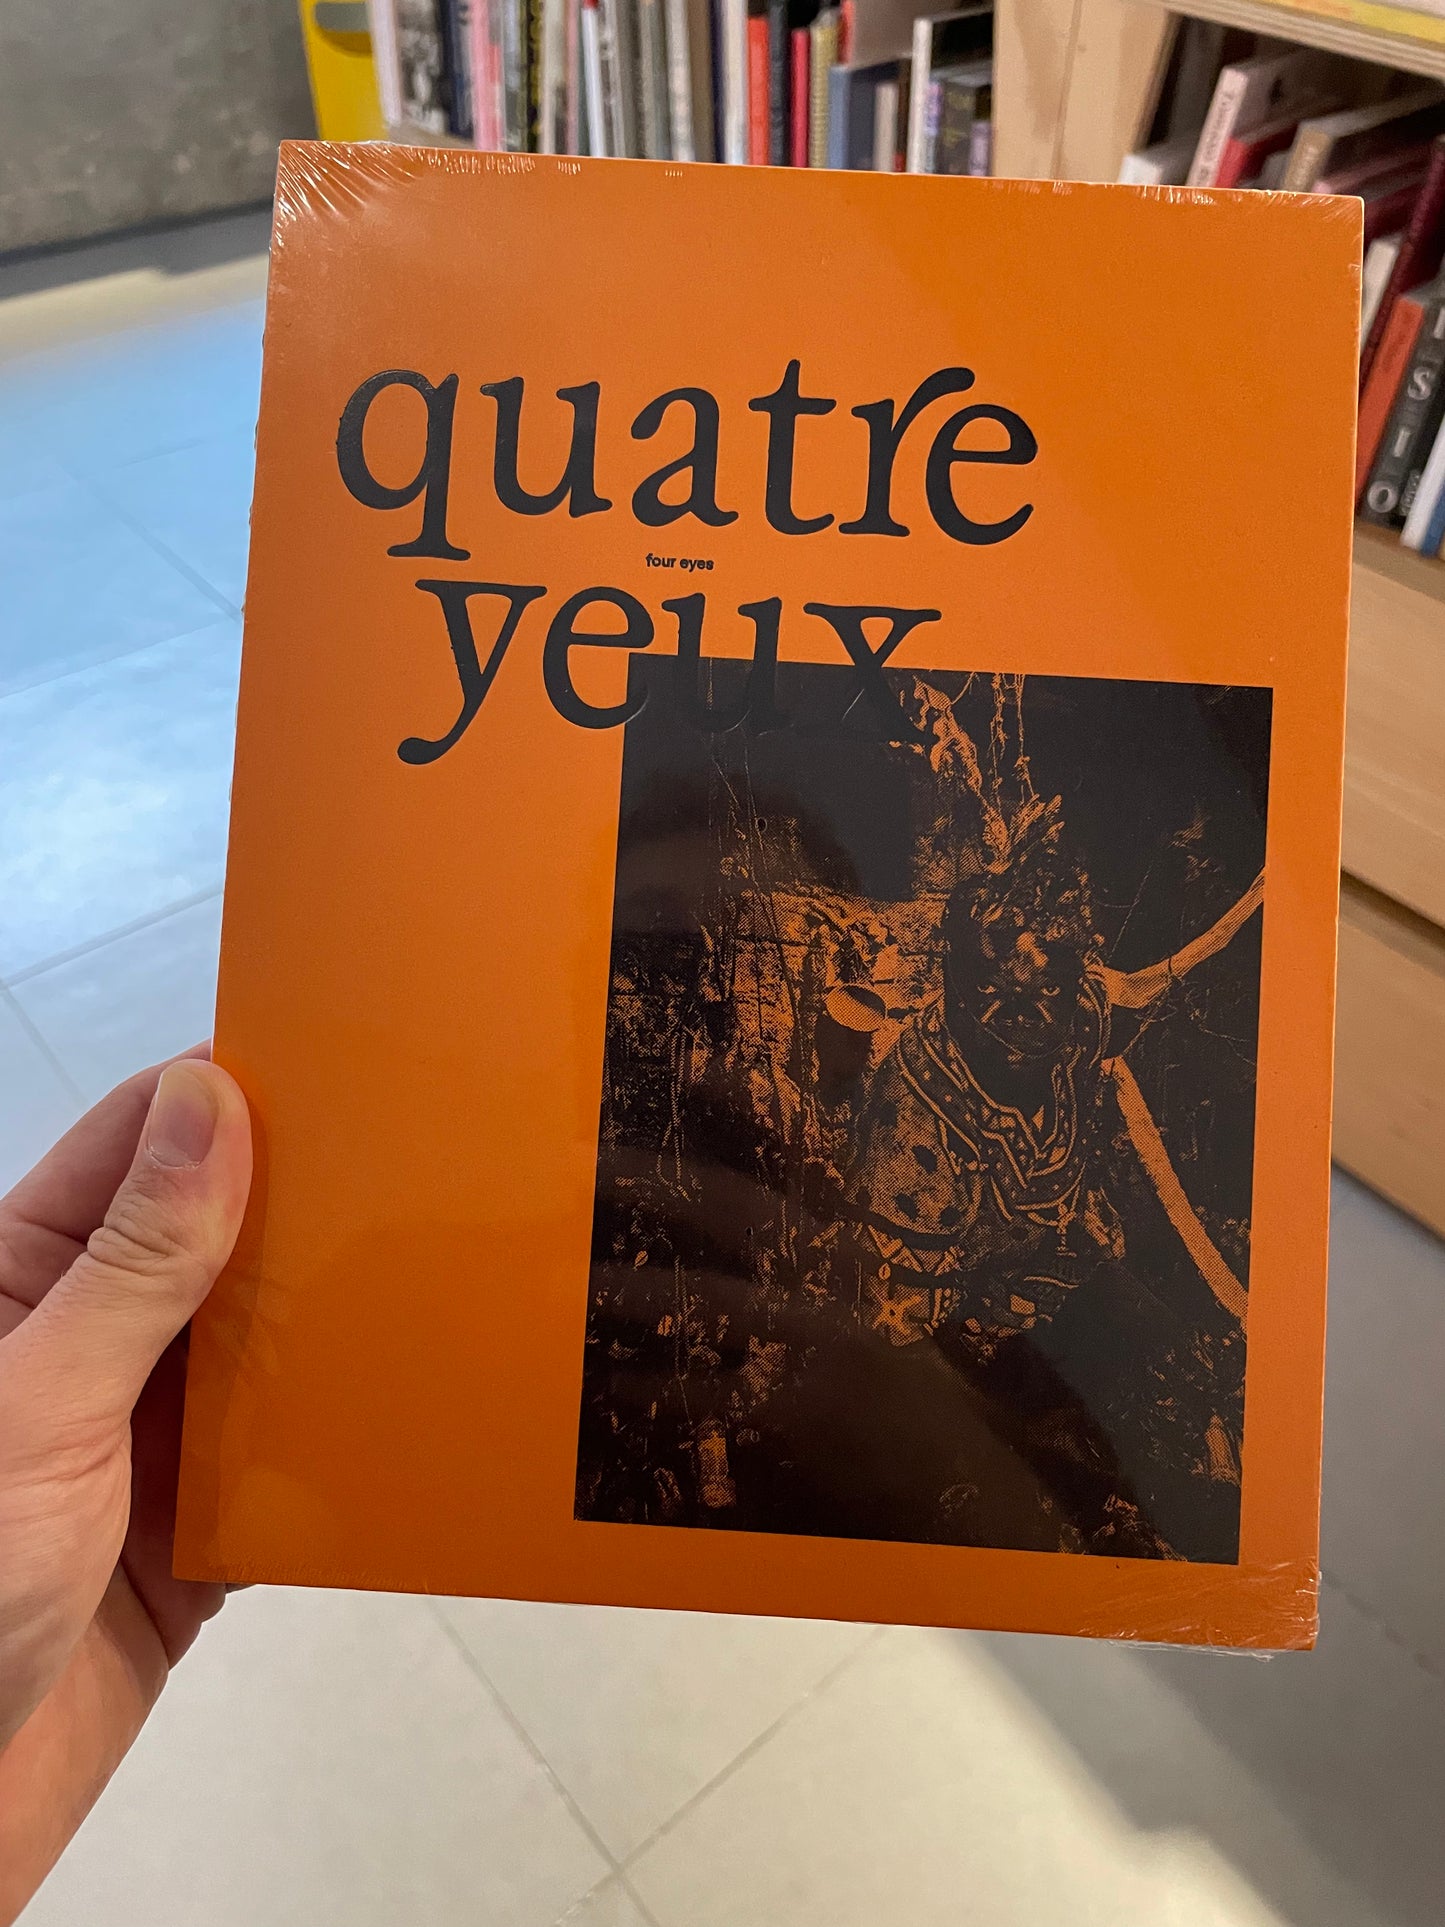 quatre
four eyes
yeux